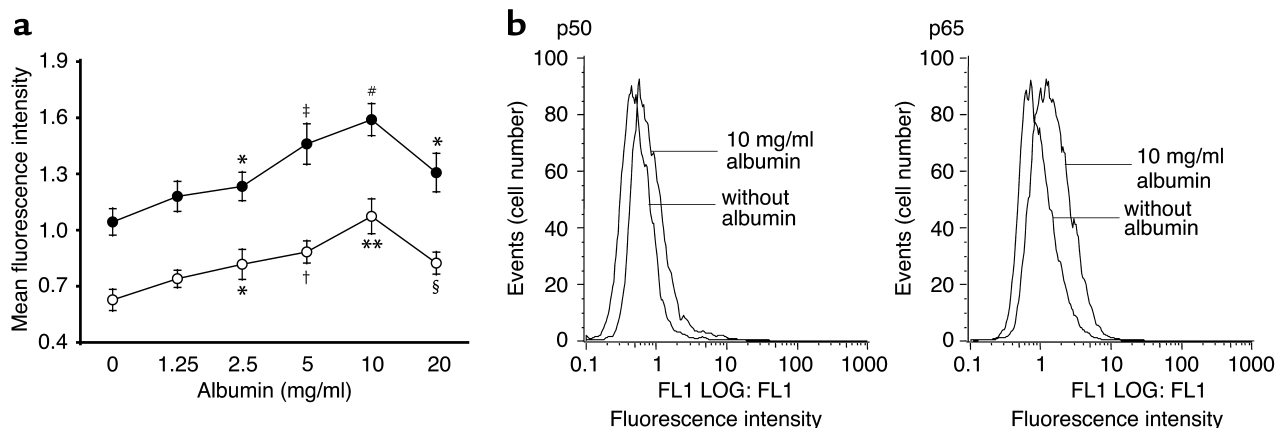 a
Mean fluorescence intensity
1.9
1.6
1.3
1.0
0.7
0.4
‡
#
*
*
*
†
**
§
0 1.25 2.5 5 10 20
Albumin (mg/ml)
b
p50
Events (cell number)
100
80
60
40
20
0
10 mg/ml
albumin
without
albumin
0.1 1 10 100 1000
FL1 LOG: FL1
Fluorescence intensity
p65
Events (cell number)
100
80
60
40
20
0
10 mg/ml
albumin
without
albumin
0.1 1 10 100 1000
FL1 LOG: FL1
Fluorescence intensity